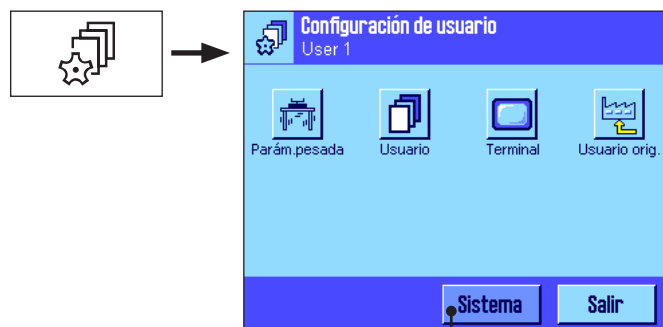 Configuración de usuario
User 1
Parám.pesada Usuario Terminal Usuario orig.
Sistema Salir